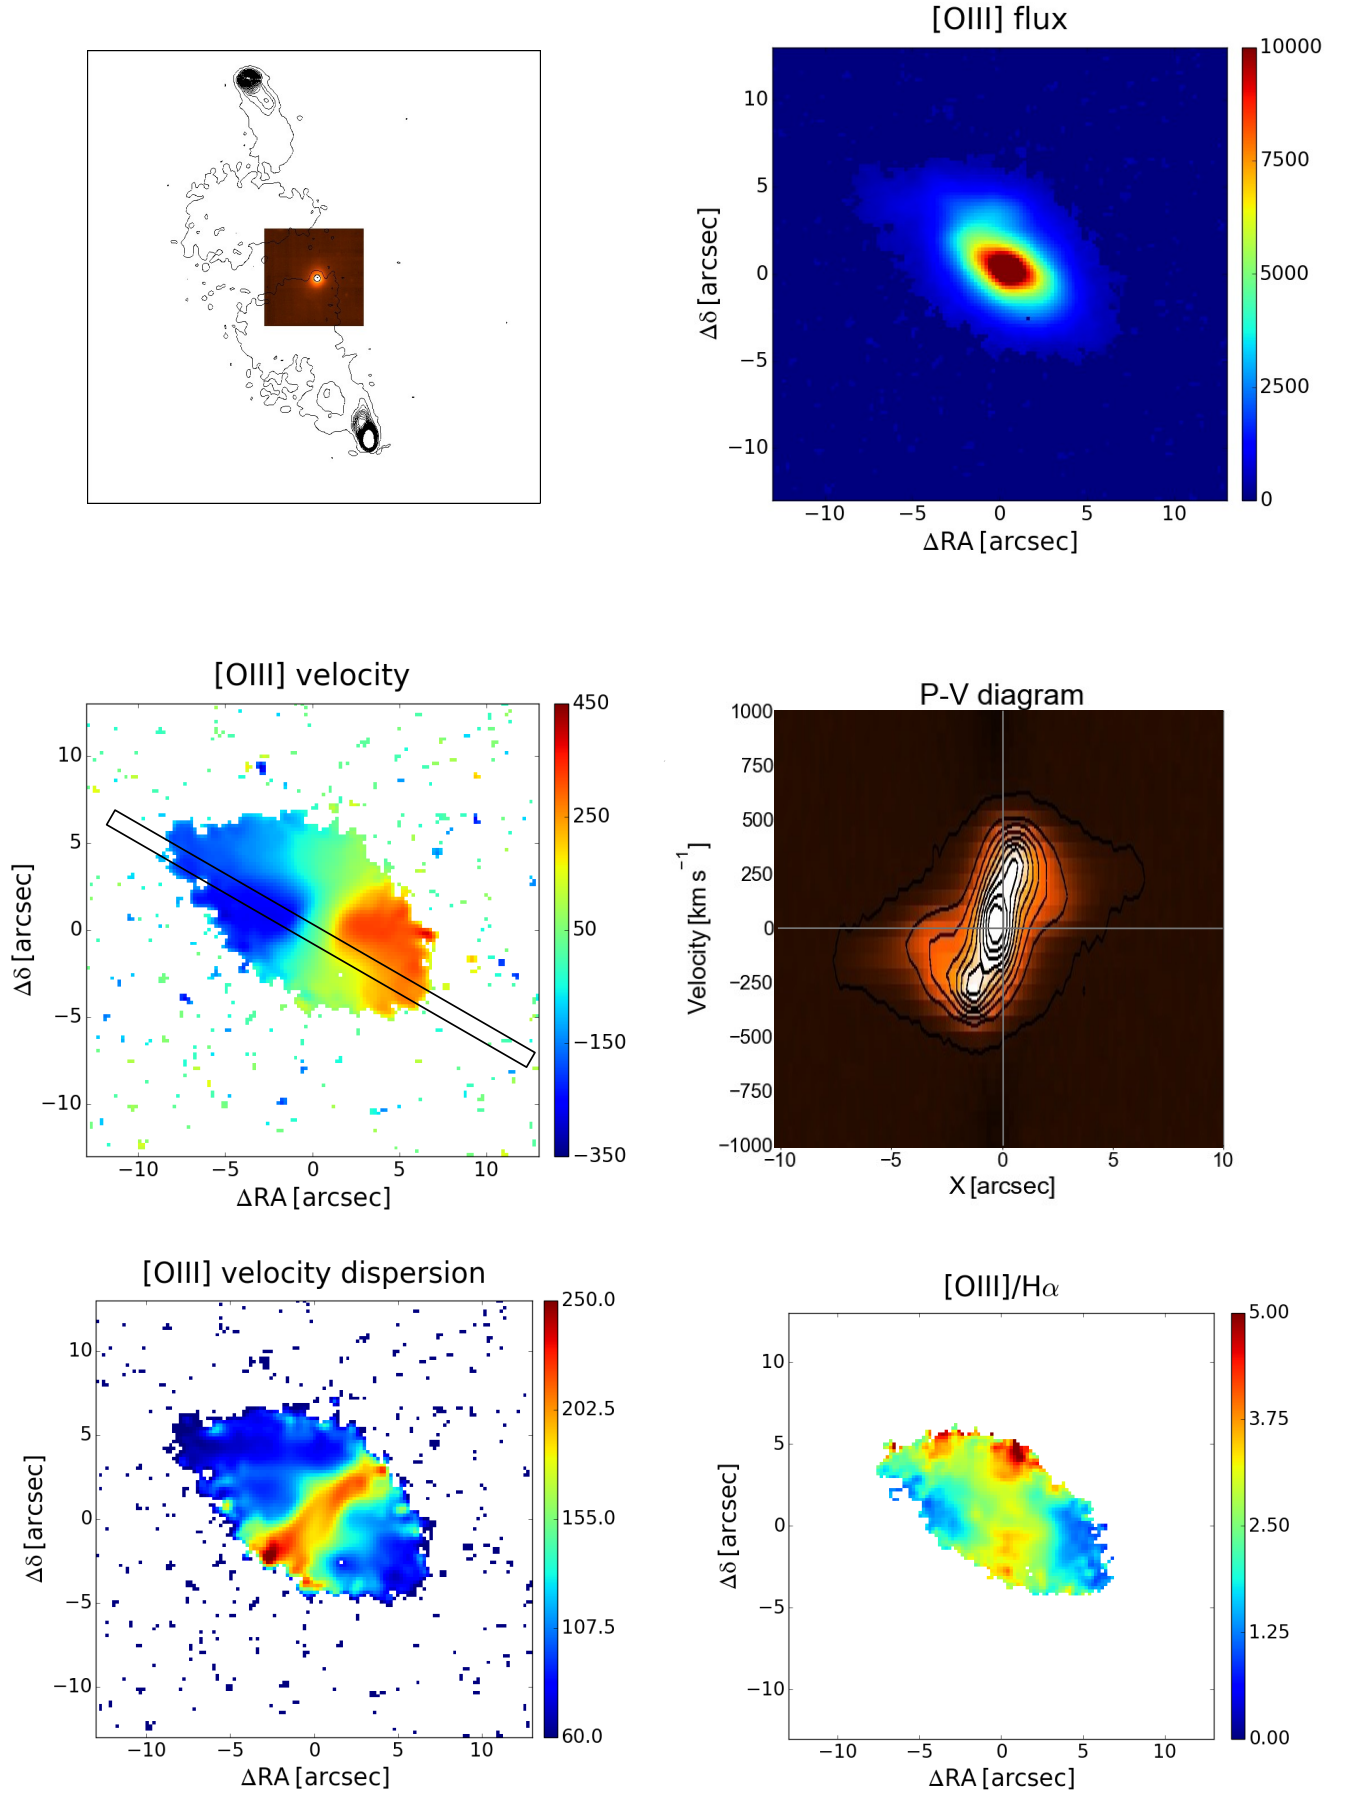 [OIII] flux
10000
7500
5000
2500
0
10
5
0
−5
−10
Δδ [arcsec]
−10 −5 0 5 10
ΔRA [arcsec]
[OIII] velocity
450
250
50
−150
−350
10
5
0
−5
−10
Δδ [arcsec]
−10 −5 0 5 10
ΔRA [arcsec]
P-V diagram
1000
750
500
250
0
−250
−500
−750
−1000
Velocity [km s⁻¹]
−10 −5 0 5 10
X [arcsec]
[OIII] velocity dispersion
250.0
202.5
155.0
107.5
60.0
10
5
0
−5
−10
Δδ [arcsec]
−10 −5 0 5 10
ΔRA [arcsec]
[OIII]/Hα
5.00
3.75
2.50
1.25
0.00
10
5
0
−5
−10
Δδ [arcsec]
−10 −5 0 5 10
ΔRA [arcsec]